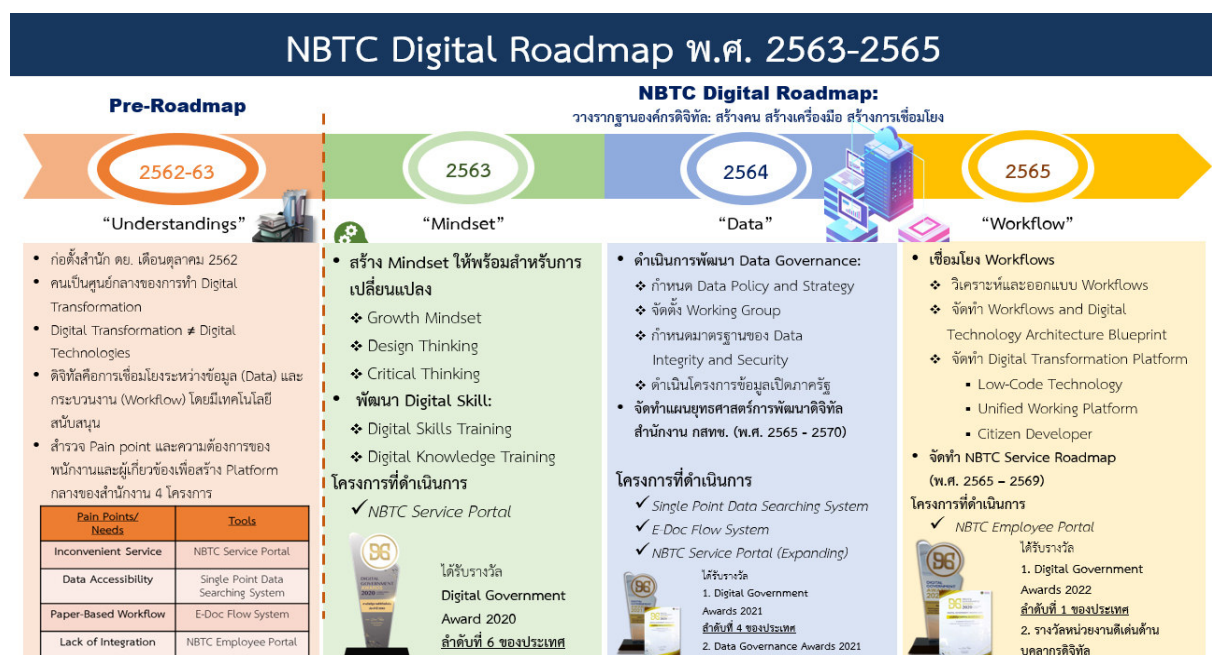 NBTC Digital Roadmap พ.ศ. 2563-2565
Pre-Roadmap
NBTC Digital Roadmap:
วางรากฐานองค์กรดิจิทัล: สร้างคน สร้างเครื่องมือ สร้างการเชื่อมโยง
2562-63
2563
2564
2565
“Understandings”
“Mindset”
“Data”
“Workflow”
• ก่อตั้งสำนัก ดย. เดือนตุลาคม 2562
• คนเป็นศูนย์กลางของการทำ Digital
Transformation
• Digital Transformation ≠ Digital
Technologies
• ดิจิทัลคือการเชื่อมโยงระหว่างข้อมูล (Data) และ
กระบวนงาน (Workflow) โดยมีเทคโนโลยี
สนับสนุน
• สำรวจ Pain point และความต้องการของ
พนักงานและผู้เกี่ยวข้องเพื่อสร้าง Platform
กลางของสำนักงาน 4 โครงการ
Pain Points/
Needs
Tools
Inconvenient Service
NBTC Service Portal
Data Accessibility
Single Point Data
Searching System
Paper-Based Workflow
E-Doc Flow System
Lack of Integration
NBTC Employee Portal
• สร้าง Mindset ให้พร้อมสำหรับการ
เปลี่ยนแปลง
❖ Growth Mindset
❖ Design Thinking
❖ Critical Thinking
• พัฒนา Digital Skill:
❖ Digital Skills Training
❖ Digital Knowledge Training
โครงการที่ดำเนินการ
✓ NBTC Service Portal
ได้รับรางวัล
Digital Government
Award 2020
ลำดับที่ 6 ของประเทศ
• ดำเนินการพัฒนา Data Governance:
❖ กำหนด Data Policy and Strategy
❖ จัดตั้ง Working Group
❖ กำหนดมาตรฐานของ Data
Integrity and Security
❖ ดำเนินโครงการข้อมูลเปิดภาครัฐ
• จัดทำแผนยุทธศาสตร์การพัฒนาดิจิทัล
สำนักงาน กสทช. (พ.ศ. 2565 - 2570)
โครงการที่ดำเนินการ
✓ Single Point Data Searching System
✓ E-Doc Flow System
✓ NBTC Service Portal (Expanding)
ได้รับรางวัล
1. Digital Government
Awards 2021
ลำดับที่ 4 ของประเทศ
2. Data Governance Awards 2021
• เชื่อมโยง Workflows
❖ วิเคราะห์และออกแบบ Workflows
❖ จัดทำ Workflows and Digital
Technology Architecture Blueprint
❖ จัดทำ Digital Transformation Platform
▪ Low-Code Technology
▪ Unified Working Platform
▪ Citizen Developer
• จัดทำ NBTC Service Roadmap
(พ.ศ. 2565 – 2569)
โครงการที่ดำเนินการ
✓ NBTC Employee Portal
ได้รับรางวัล
1. Digital Government
Awards 2022
ลำดับที่ 1 ของประเทศ
2. รางวัลหน่วยงานดีเด่นด้าน
บุคลากรดิจิทัล